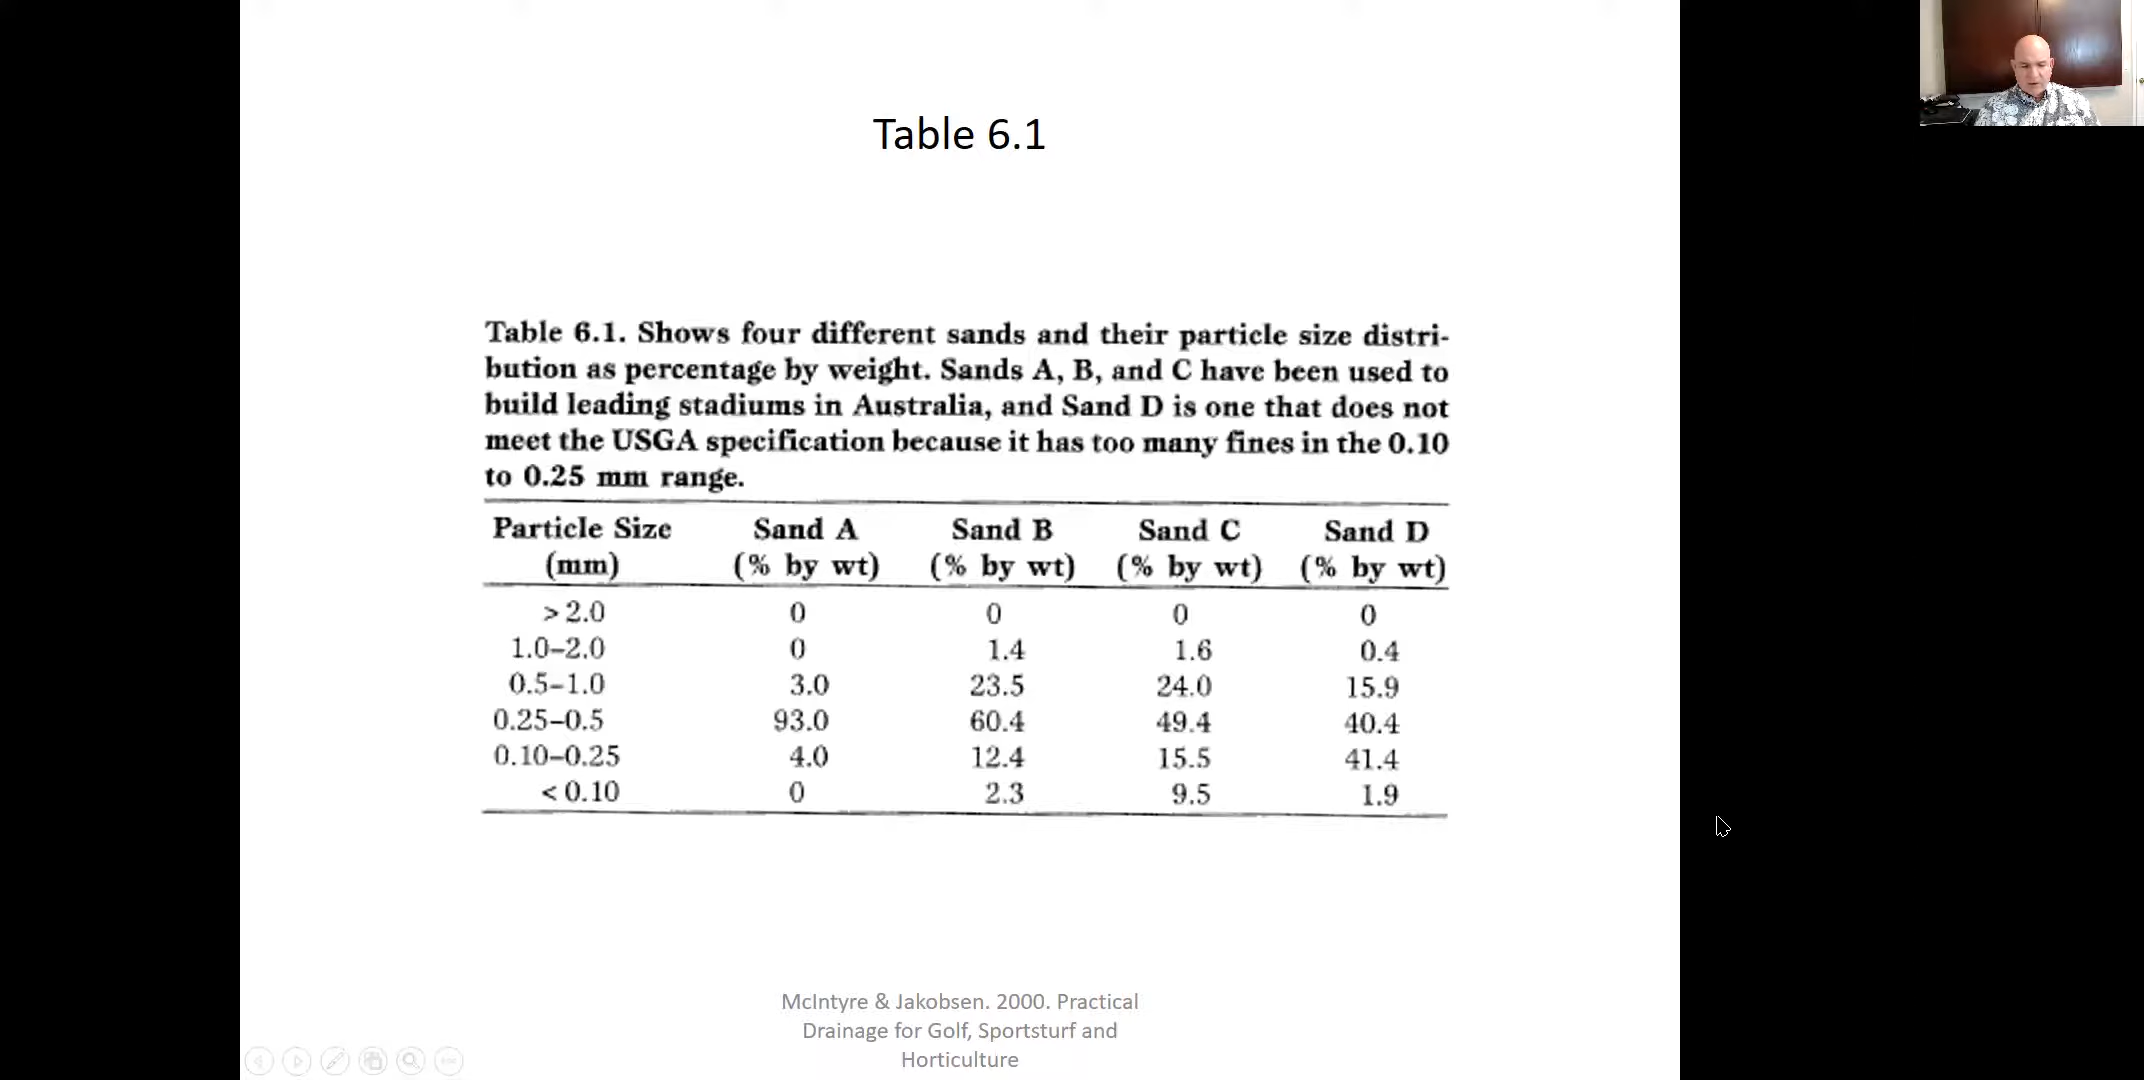 Table 6.1
Table 6.1. Shows four different sands and their particle size distri-
bution as percentage by weight. Sands A, B, and C have been used to
build leading stadiums in Australia, and Sand D is one that does not
meet the USGA specification because it has too many fines in the 0.10
to 0.25 mm range.
Particle Size Sand A Sand B Sand C Sand D
(mm) (% by wt) (% by wt) (% by wt) (% by wt)
>2.0 0 0 0 0
1.0–2.0 0 1.4 1.6 0.4
0.5–1.0 3.0 23.5 24.0 15.9
0.25–0.5 93.0 60.4 49.4 40.4
0.10–0.25 4.0 12.4 15.5 41.4
<0.10 0 2.3 9.5 1.9
McIntyre & Jakobsen. 2000. Practical
Drainage for Golf, Sportsturf and
Horticulture